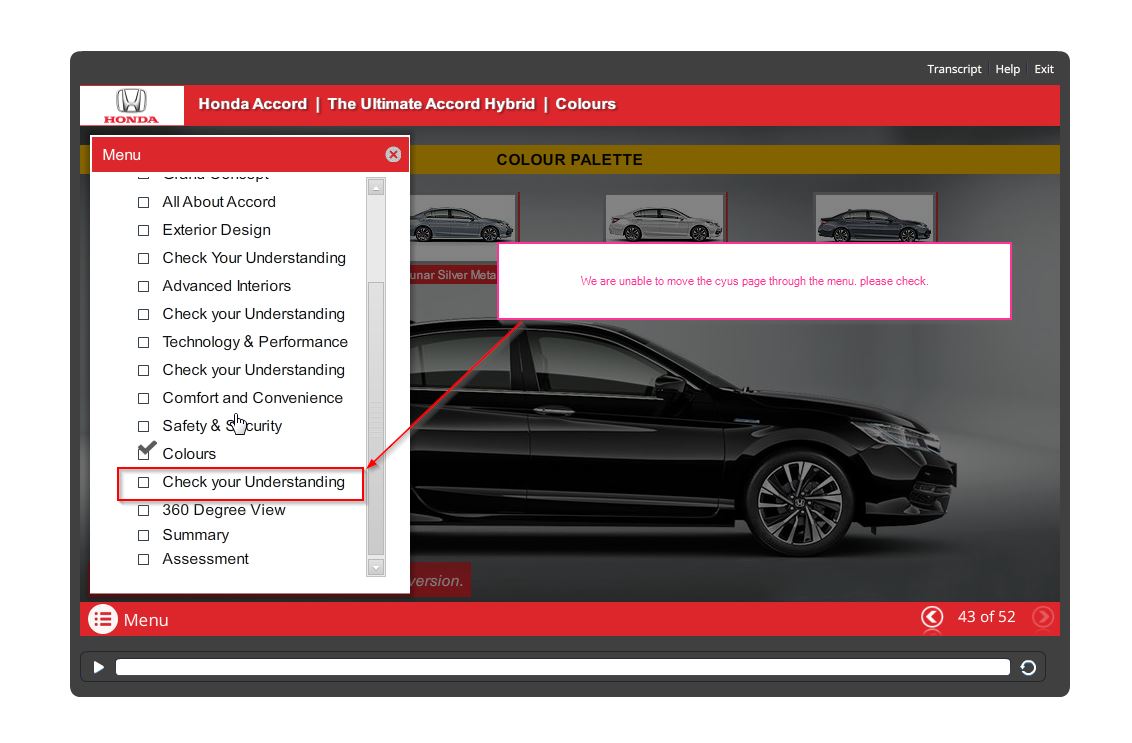 Transcript Help Exit
HONDA
Honda Accord | The Ultimate Accord Hybrid | Colours
Menu
COLOUR PALETTE
Grand Concept
All About Accord
Exterior Design
Check Your Understanding
Advanced Interiors
Check your Understanding
Technology & Performance
Check your Understanding
Comfort and Convenience
Safety & Security
Colours
Check your Understanding
360 Degree View
Summary
Assessment
unar Silver Meta
We are unable to move the cyus page through the menu. please check.
version.
Menu
43 of 52